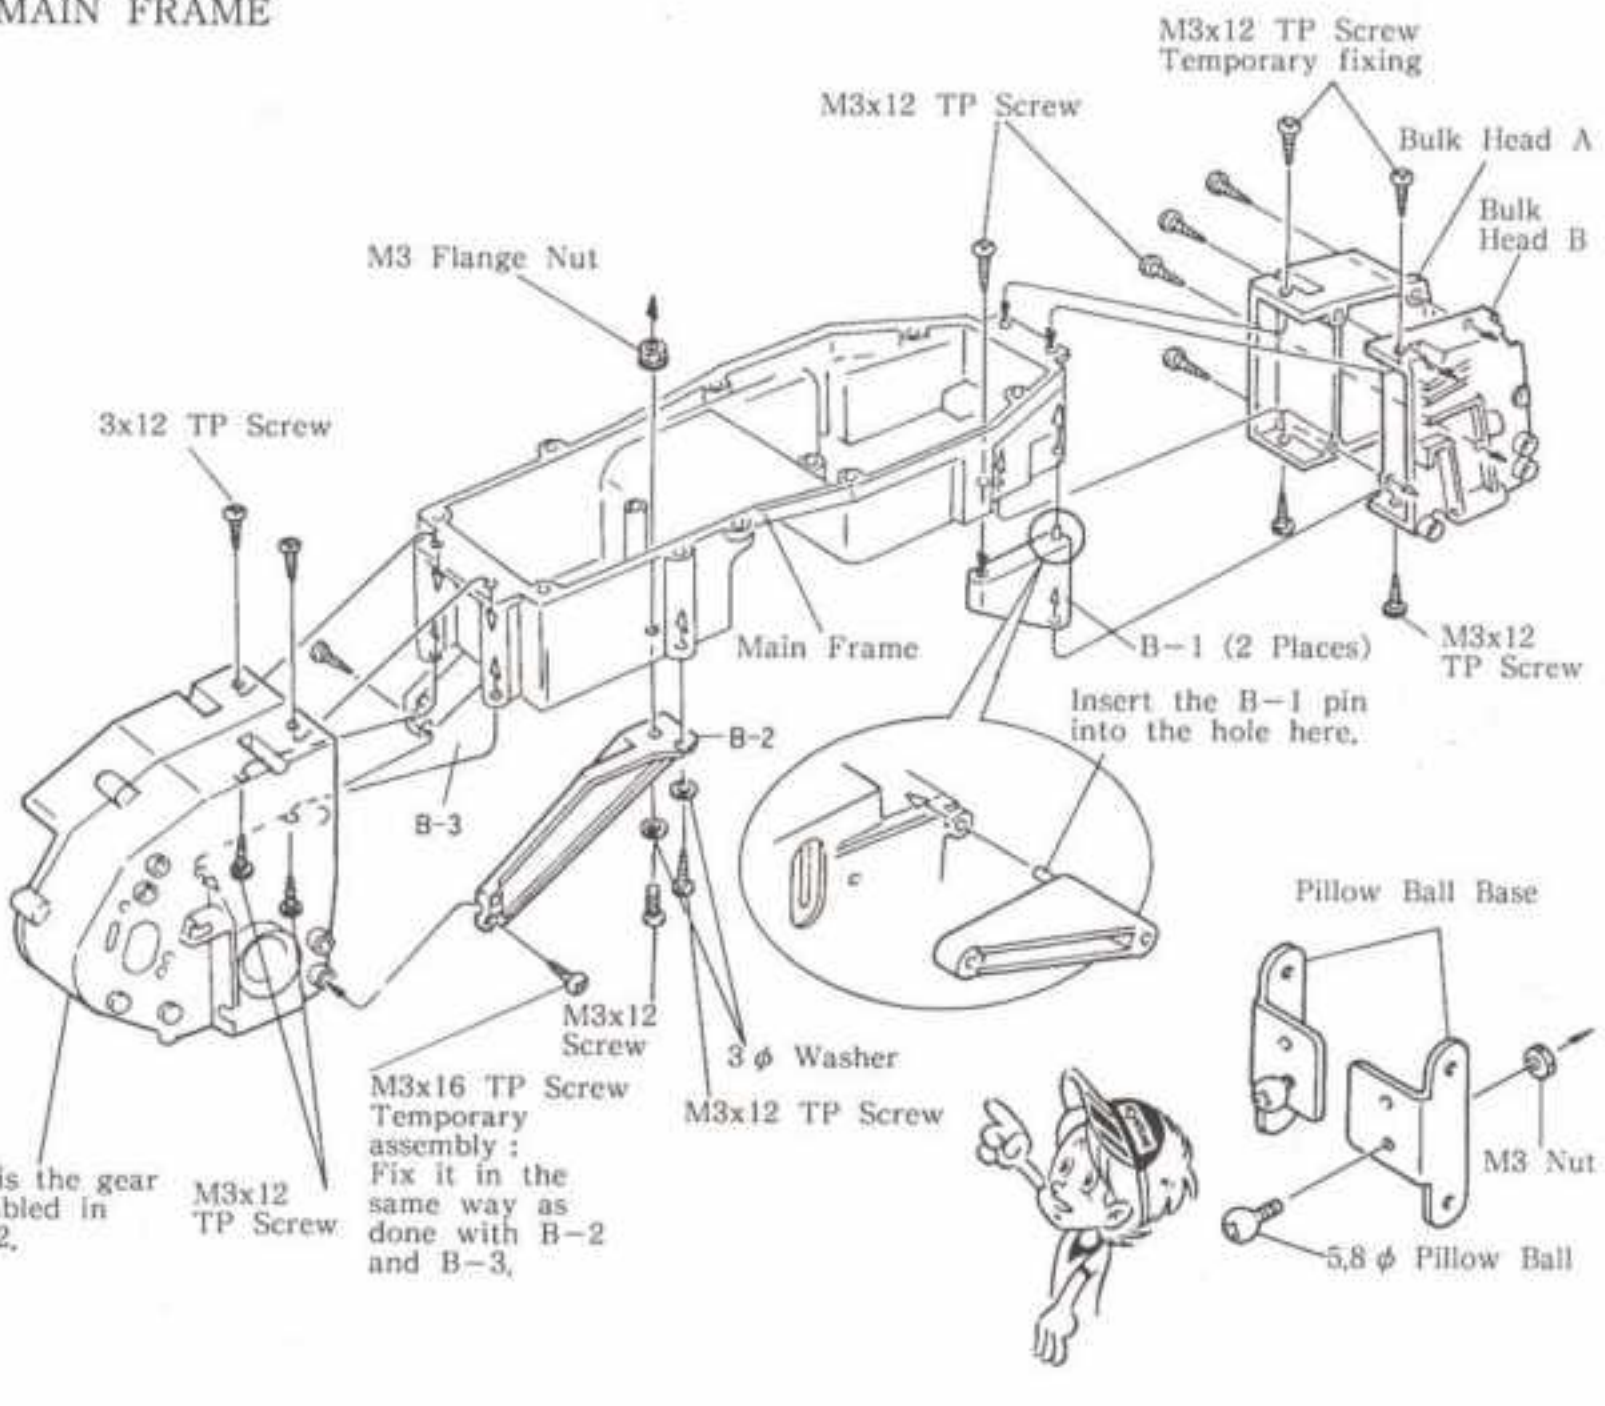 MAIN FRAME
M3x12 TP Screw
Temporary fixing
M3x12 TP Screw
Bulk Head A
Bulk
Head B
M3 Flange Nut
3x12 TP Screw
Main Frame
B-1 (2 Places)
M3x12
TP Screw
Insert the B-1 pin
into the hole here.
B-2
B-3
c
Pillow Ball Base
M3x12
Screw
3 φ Washer
M3x16 TP Screw
Temporary
assembly :
Fix it in the
same way as
done with B-2
and B-3.
M3x12 TP Screw
is the gear
bled in
2.
M3x12
TP Screw
M3 Nut
5,8 φ Pillow Ball